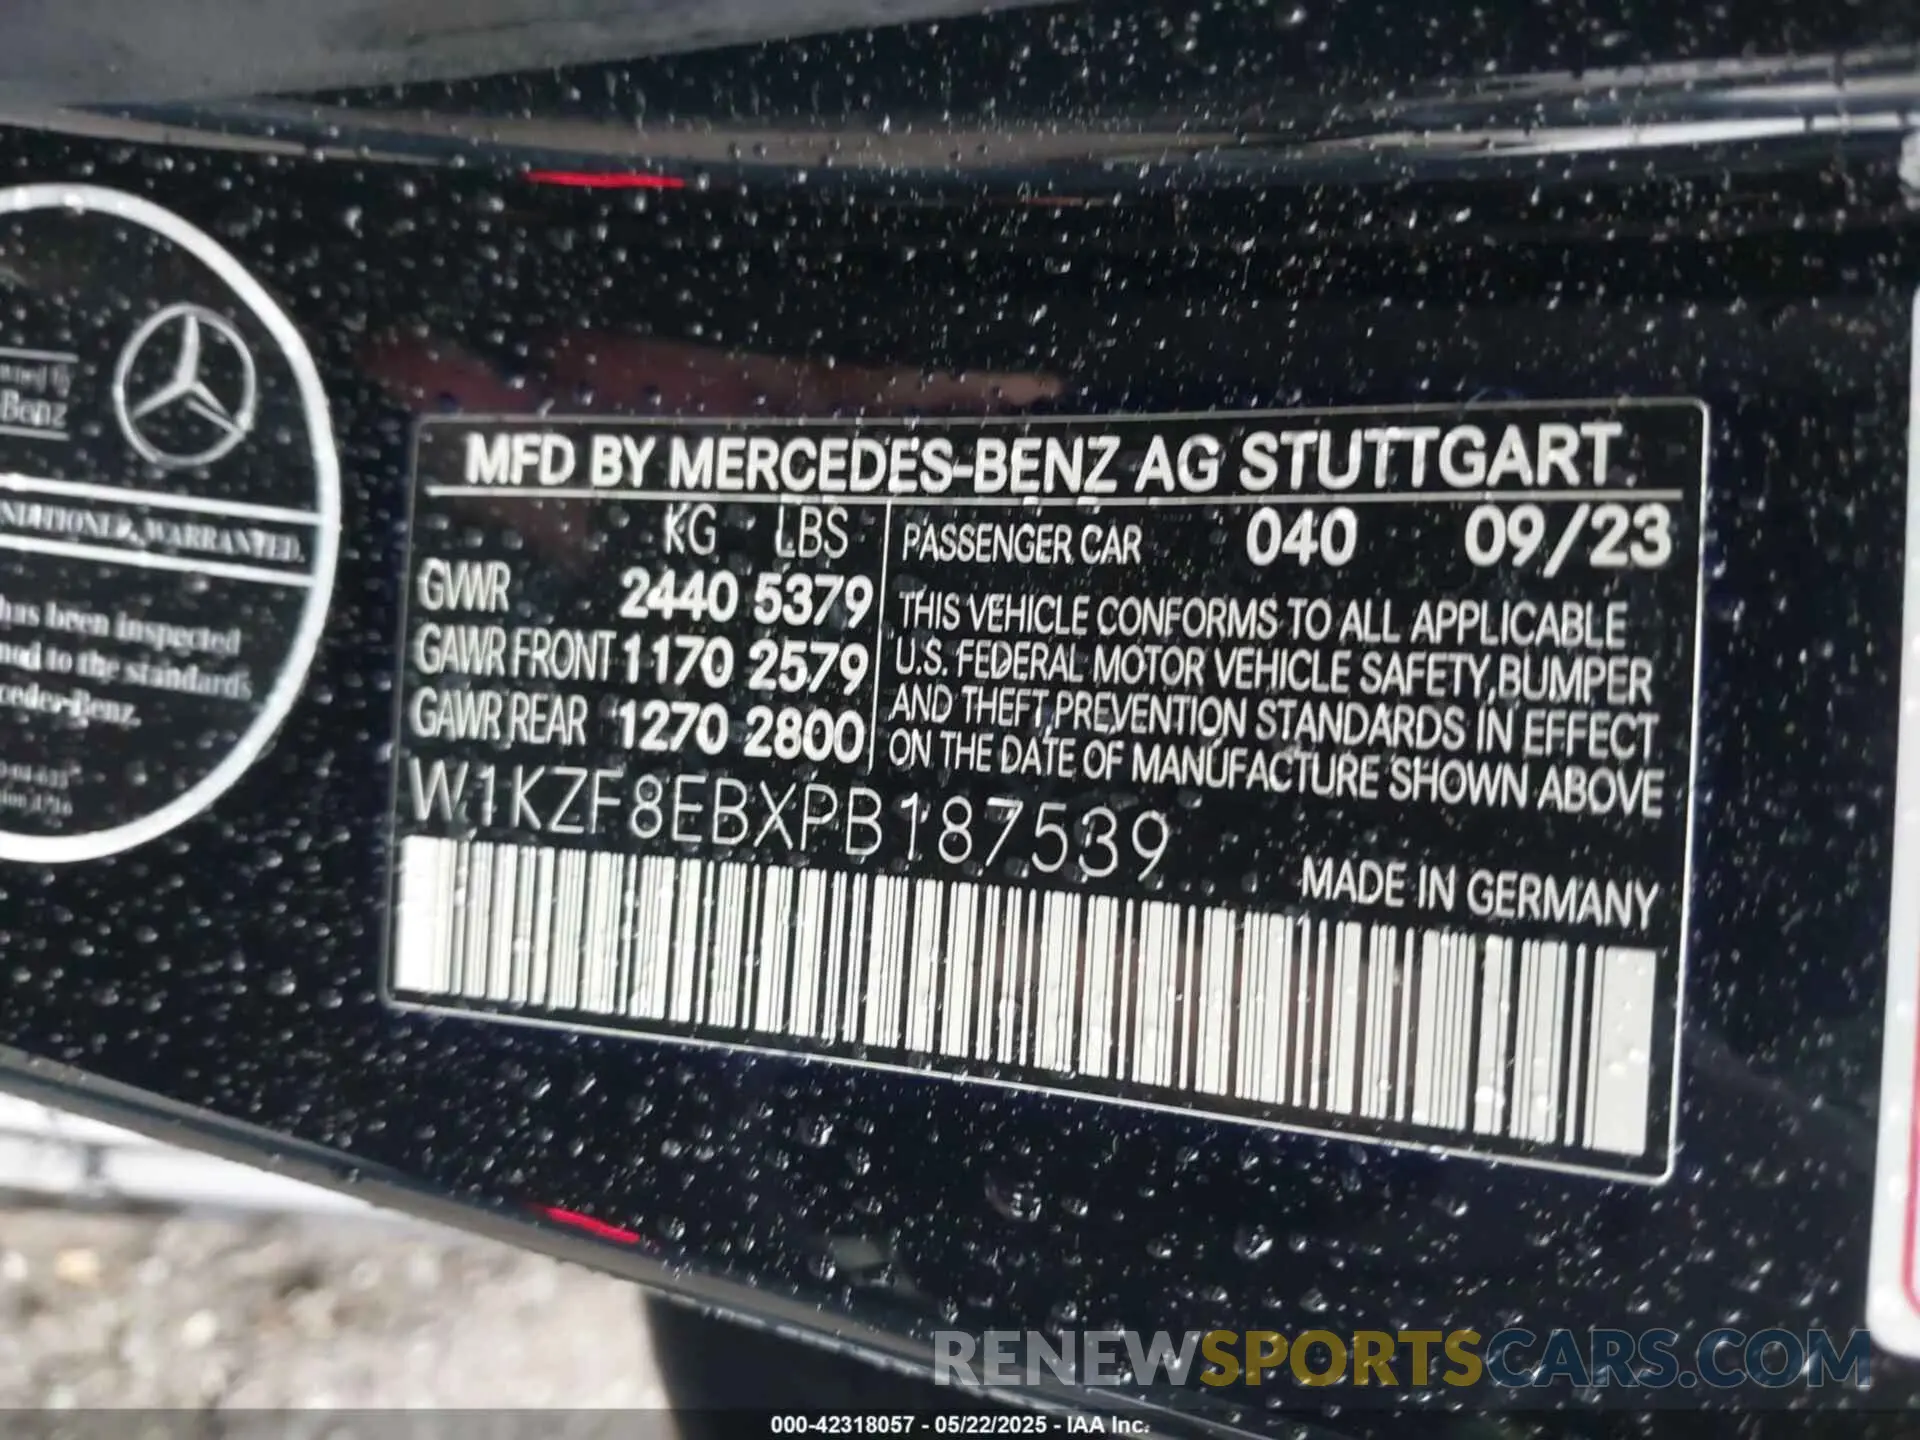 MFD BY MERCEDES-BENZ AG STUTTGART
KG LBS
GVWR 2440 5379
GAWR FRONT 1170 2579
GAWR REAR 1270 2800
PASSENGER CAR 040 09/23
THIS VEHICLE CONFORMS TO ALL APPLICABLE
U.S. FEDERAL MOTOR VEHICLE SAFETY, BUMPER
AND THEFT PREVENTION STANDARDS IN EFFECT
ON THE DATE OF MANUFACTURE SHOWN ABOVE
W1KZF8EBXPB187539
MADE IN GERMANY
Benz
WARRANTED.
has been inspected
to the standards
RENEWSPORTSCARS.COM
000-42318057 - 05/22/2025 - IAA Inc.